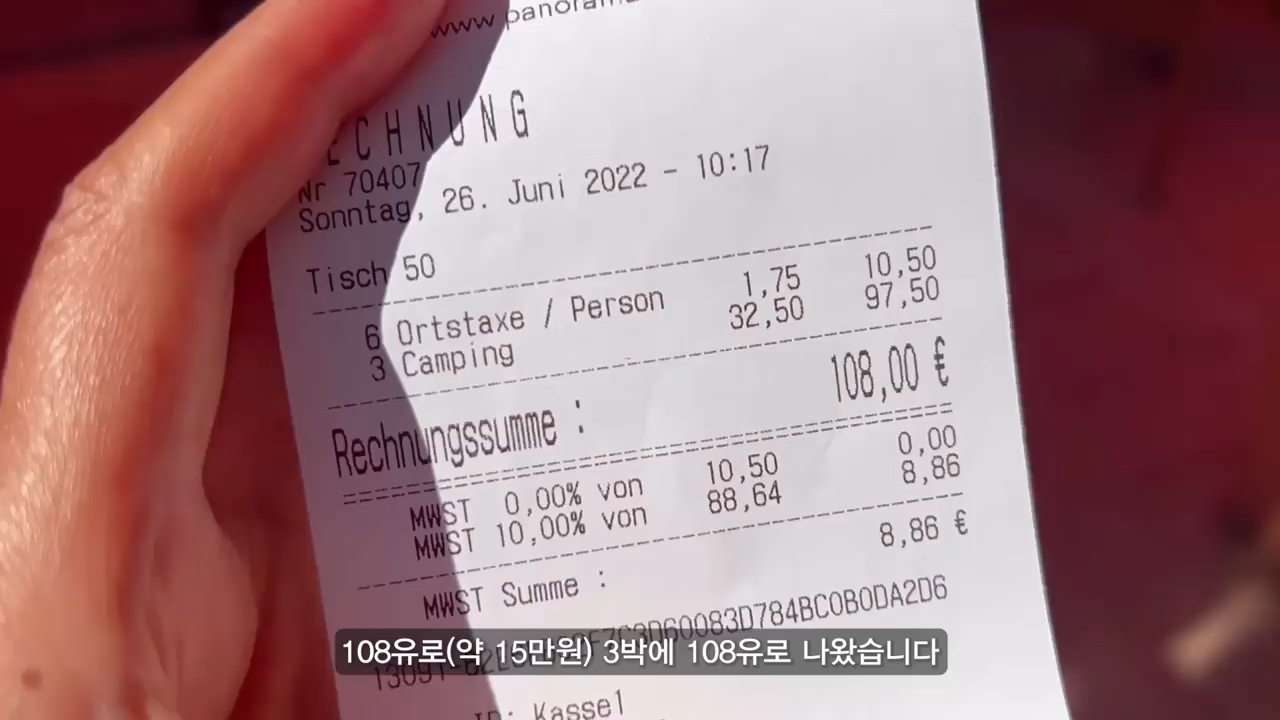 www panorama
ECHNUNG
Nr 70407
Sonntag, 26. Juni 2022 - 10:17
Tisch 50
6 Ortstaxe / Person 1,75 10,50
3 Camping 32,50 97,50
Rechnungssumme : 108,00 €
MWST 0,00% von 10,50 0,00
MWST 10,00% von 88,64 8,86
MWST Summe : 8,86 €
108유로(약 15만원) 3박에 108유로 나왔습니다
ID: Kasse1